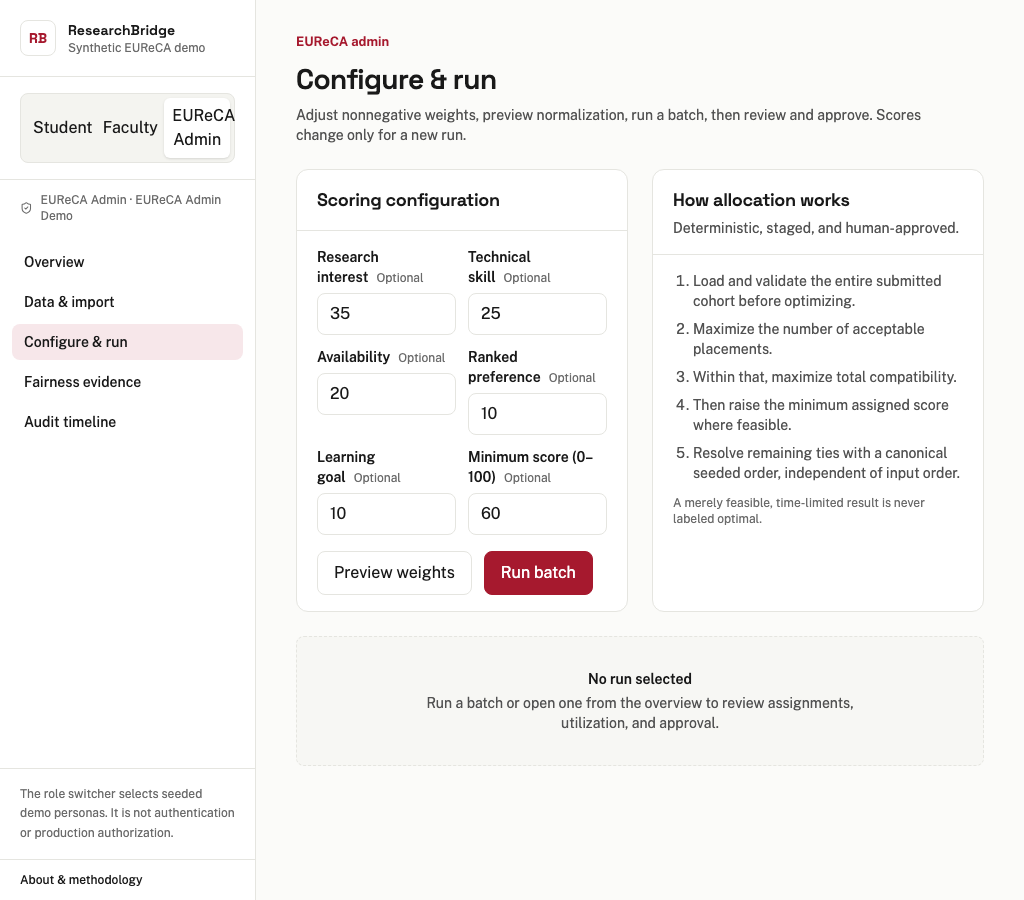 RB
ResearchBridge
Synthetic EUReCA demo
Student
Faculty
EUReCA
Admin
EUReCA Admin · EUReCA Admin
Demo
Overview
Data & import
Configure & run
Fairness evidence
Audit timeline
The role switcher selects seeded
demo personas. It is not authentication
or production authorization.
About & methodology
EUReCA admin
Configure & run
Adjust nonnegative weights, preview normalization, run a batch, then review and approve. Scores
change only for a new run.
Scoring configuration
Research
interest Optional
35
Technical
skill Optional
25
Availability Optional
20
Ranked
preference Optional
10
Learning
goal Optional
10
Minimum score (0–
100) Optional
60
Preview weights
Run batch
How allocation works
Deterministic, staged, and human-approved.
1. Load and validate the entire submitted
cohort before optimizing.
2. Maximize the number of acceptable
placements.
3. Within that, maximize total compatibility.
4. Then raise the minimum assigned score
where feasible.
5. Resolve remaining ties with a canonical
seeded order, independent of input order.
A merely feasible, time-limited result is never
labeled optimal.
No run selected
Run a batch or open one from the overview to review assignments,
utilization, and approval.